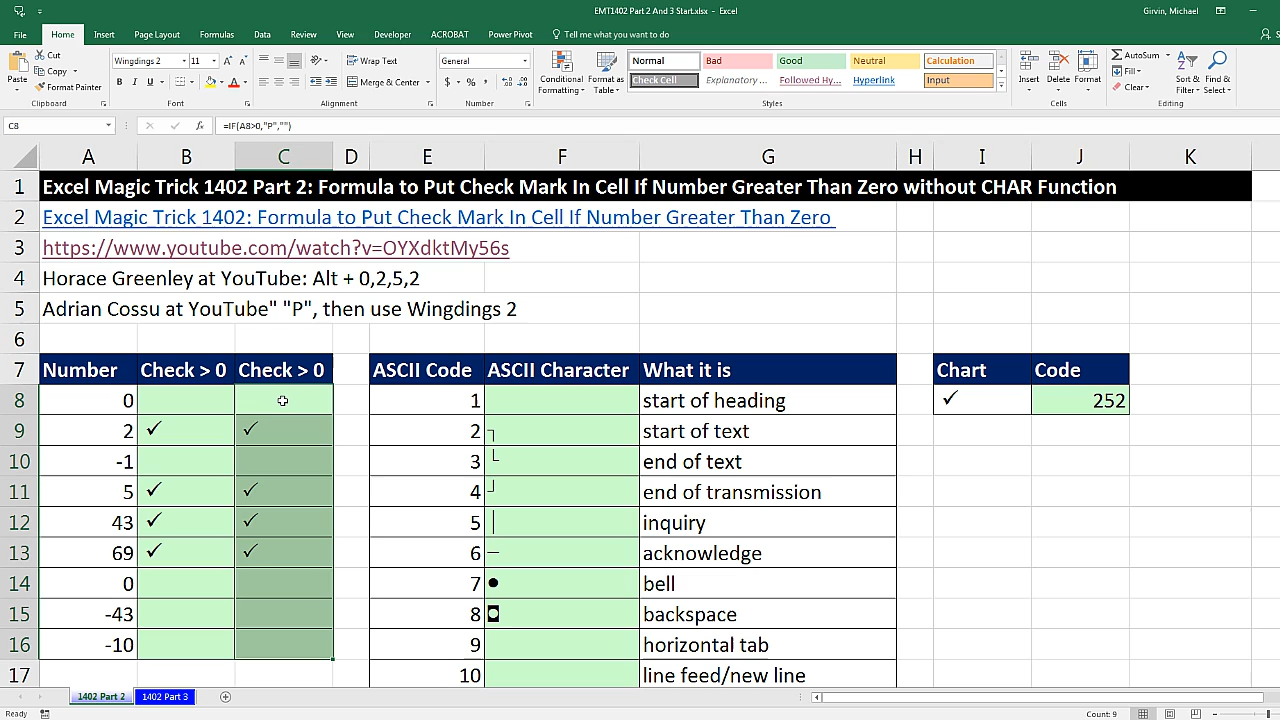 EMT1402 Part 2 And 3 Start.xlsx - Excel
Girvin, Michael
File Home Insert Page Layout Formulas Data Review View Developer ACROBAT Power Pivot Tell me what you want to do
Paste
Cut
Copy
Format Painter
Clipboard
Wingdings 2 11
B I U
Font
Wrap Text
Merge & Center
Alignment
General
$ % ,
Number
Conditional Formatting
Format as Table
Normal Bad Good Neutral Calculation
Check Cell Explanatory ... Followed Hy... Hyperlink Input
Styles
Insert Delete Format
Cells
AutoSum
Fill
Clear
Sort & Filter
Find & Select
Editing
C8 fx =IF(A8>0,"P","")
A B C D E F G H I J K
1 Excel Magic Trick 1402 Part 2: Formula to Put Check Mark In Cell If Number Greater Than Zero without CHAR Function
2 Excel Magic Trick 1402: Formula to Put Check Mark In Cell If Number Greater Than Zero
3 https://www.youtube.com/watch?v=OYXdktMy56s
4 Horace Greenley at YouTube: Alt + 0,2,5,2
5 Adrian Cossu at YouTube" "P", then use Wingdings 2
6
7 Number Check > 0 Check > 0 ASCII Code ASCII Character What it is Chart Code
8 0 1 start of heading ✓ 252
9 2 ✓ ✓ 2 ┐ start of text
10 -1 3 └ end of text
11 5 ✓ ✓ 4 ┘ end of transmission
12 43 ✓ ✓ 5 │ inquiry
13 69 ✓ ✓ 6 ─ acknowledge
14 0 7 ● bell
15 -43 8 ◘ backspace
16 -10 9 horizontal tab
17 10 line feed/new line
1402 Part 2 1402 Part 3
Ready Count: 9